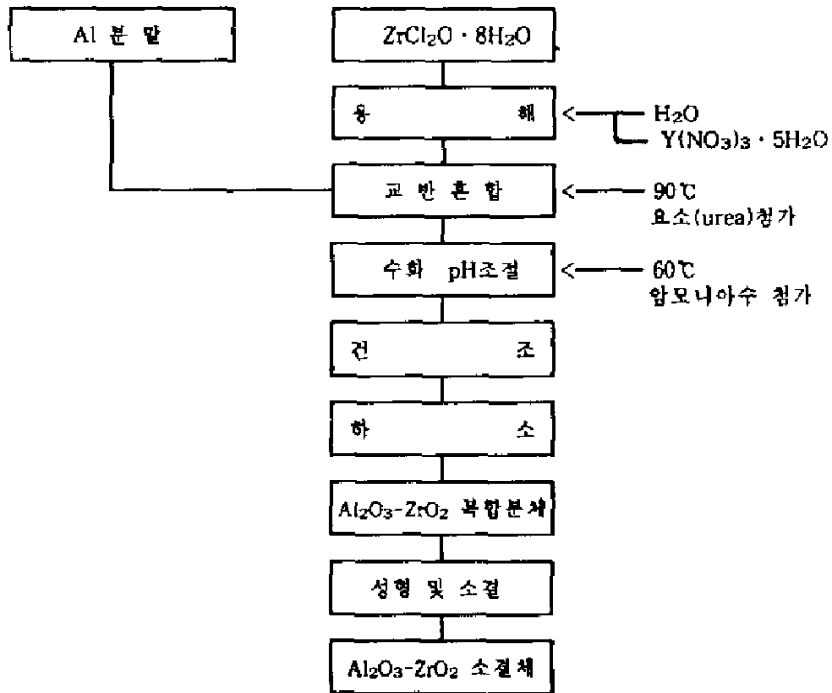 Al 분 말
ZrCl₂O · 8H₂O
용 해
H₂O
Y(NO₃)₃ · 5H₂O
교 반 혼 합
90℃
요소(urea)첨가
수화 pH조절
60℃
암모니아수 첨가
건 조
하 소
Al₂O₃-ZrO₂ 복합분체
성형 및 소결
Al₂O₃-ZrO₂ 소결체